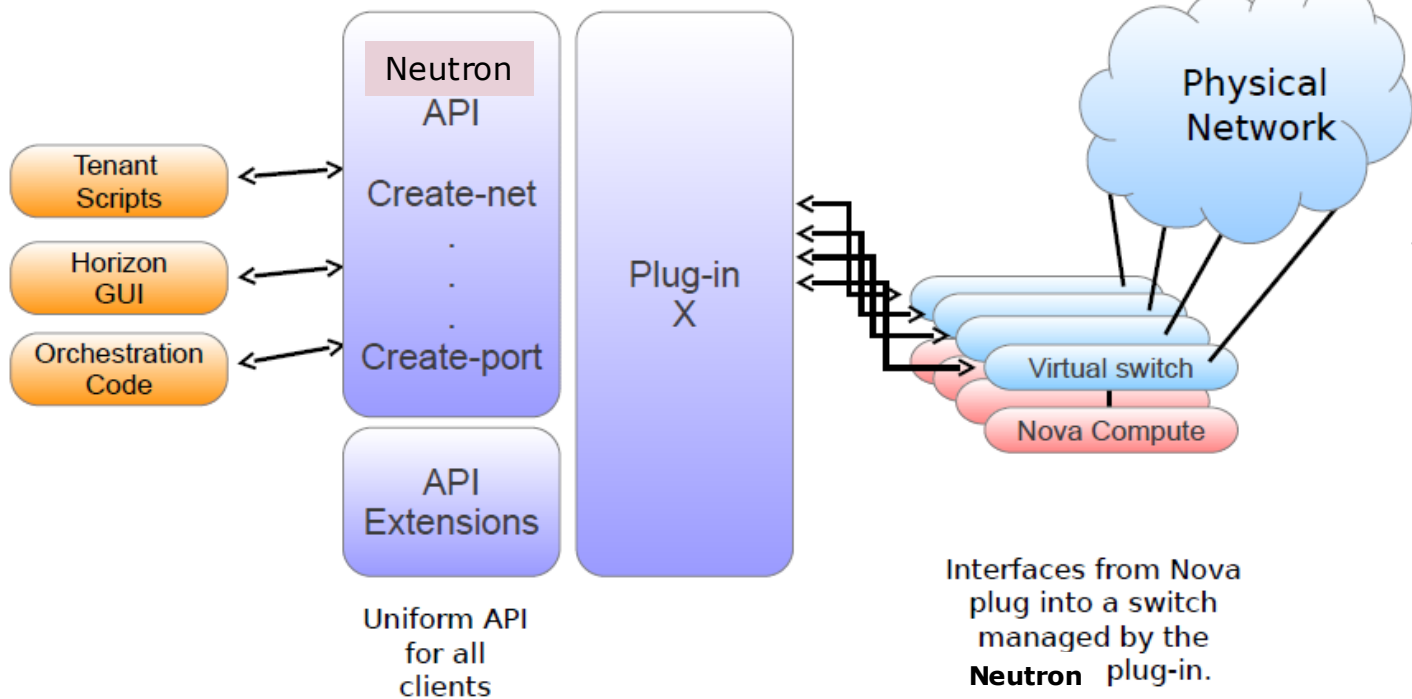 Neutron
API
Create-net
.
.
.
Create-port
API
Extensions
Uniform API
for all
clients
Tenant
Scripts
Horizon
GUI
Orchestration
Code
Plug-in
X
Physical
Network
Virtual switch
Nova Compute
Interfaces from Nova
plug into a switch
managed by the
Neutron plug-in.